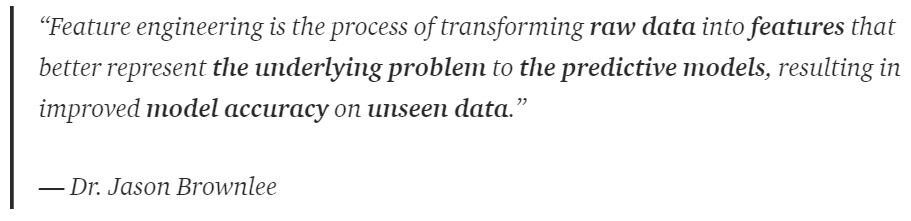 “Feature engineering is the process of transforming raw data into features that
better represent the underlying problem to the predictive models, resulting in
improved model accuracy on unseen data.”
— Dr. Jason Brownlee